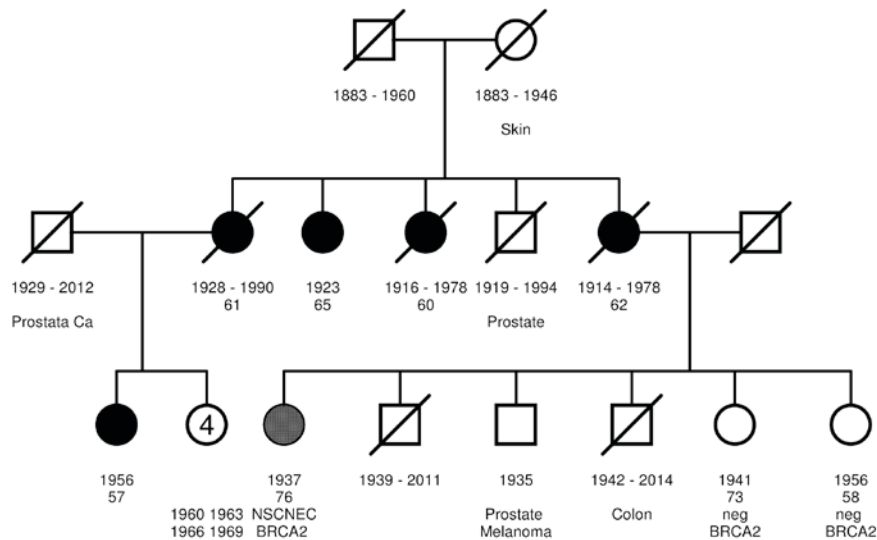 1883 - 1960 1883 - 1946
Skin
1929 - 2012 1928 - 1990 1923 1916 - 1978 1919 - 1994 1914 - 1978
61 65 60 62
Prostata Ca Prostate
4
1956 1937 1939 - 2011 1935 1942 - 2014 1941 1956
57 76 73 58
1960 1963 NSCNEC Prostate Colon neg neg
1966 1969 BRCA2 Melanoma BRCA2 BRCA2